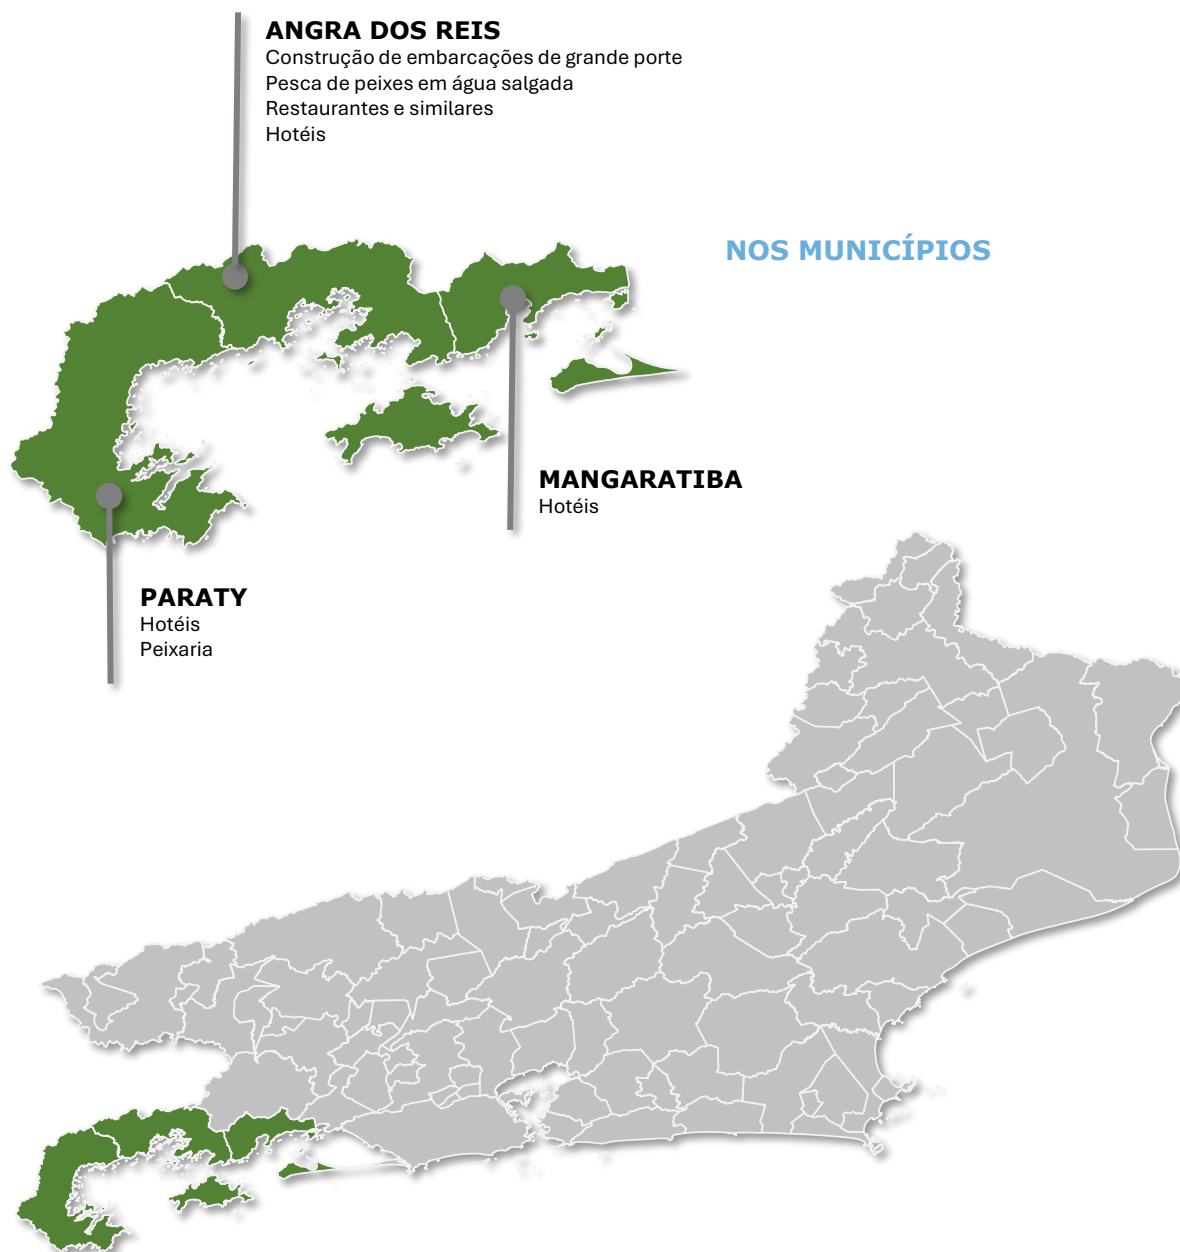 ANGRA DOS REIS
Construção de embarcações de grande porte
Pesca de peixes em água salgada
Restaurantes e similares
Hotéis
NOS MUNICÍPIOS
MANGARATIBA
Hotéis
PARATY
Hotéis
Peixaria